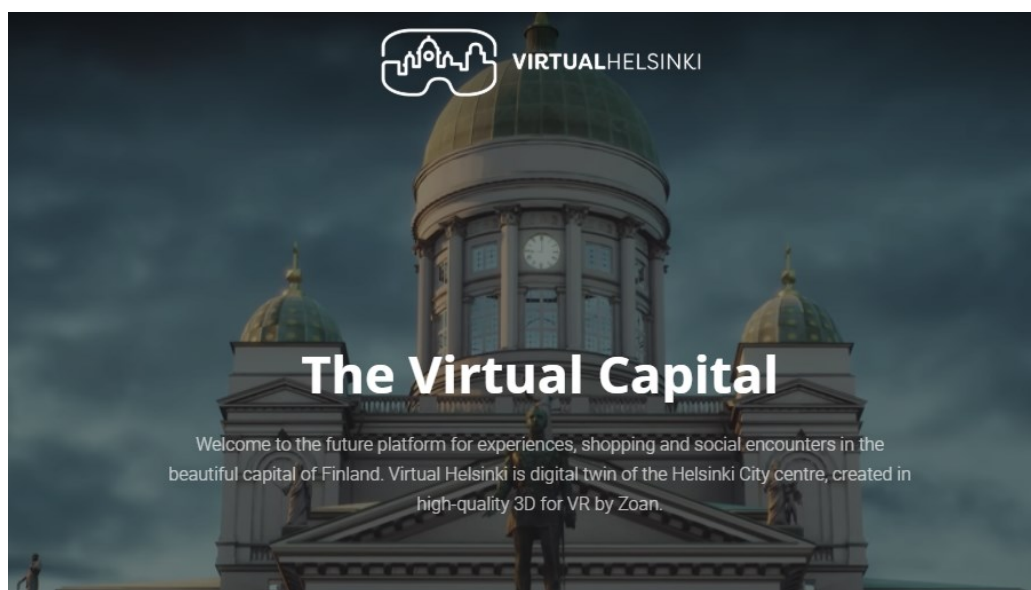 VIRTUALHELSINKI
The Virtual Capital
Welcome to the future platform for experiences, shopping and social encounters in the
beautiful capital of Finland. Virtual Helsinki is digital twin of the Helsinki City centre, created in
high-quality 3D for VR by Zoan.